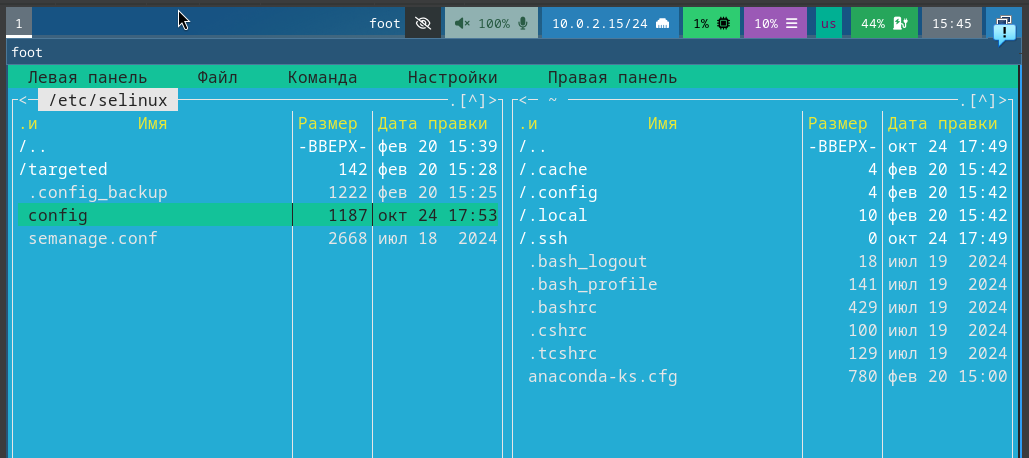 1 foot 100% 10.0.2.15/24 1% 10% us 44% 15:45
foot
Левая панель Файл Команда Настройки Правая панель
<─ /etc/selinux .[^]> <─ ~ .[^]>
.и Имя Размер Дата правки .и Имя Размер Дата правки
/.. -ВВЕРХ- фев 20 15:39 /.. -ВВЕРХ- окт 24 17:49
/targeted 142 фев 20 15:28 /.cache 4 фев 20 15:42
.config_backup 1222 фев 20 15:25 /.config 4 фев 20 15:42
config 1187 окт 24 17:53 /.local 10 фев 20 15:42
semanage.conf 2668 июл 18 2024 /.ssh 0 окт 24 17:49
.bash_logout 18 июл 19 2024
.bash_profile 141 июл 19 2024
.bashrc 429 июл 19 2024
.cshrc 100 июл 19 2024
.tcshrc 129 июл 19 2024
anaconda-ks.cfg 780 фев 20 15:00